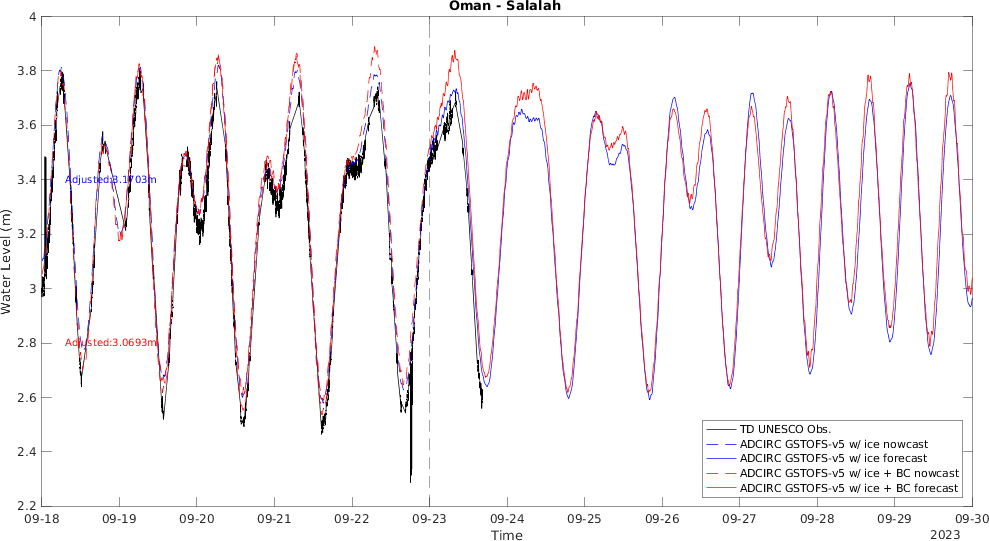 Oman - Salalah
Water Level (m)
4
3.8
3.6
3.4
3.2
3
2.8
2.6
2.4
2.2
Adjusted:3.1703m
Adjusted:3.0693m
TD UNESCO Obs.
ADCIRC GSTOFS-v5 w/ ice nowcast
ADCIRC GSTOFS-v5 w/ ice forecast
ADCIRC GSTOFS-v5 w/ ice + BC nowcast
ADCIRC GSTOFS-v5 w/ ice + BC forecast
09-18 09-19 09-20 09-21 09-22 09-23 09-24 09-25 09-26 09-27 09-28 09-29 09-30
Time
2023